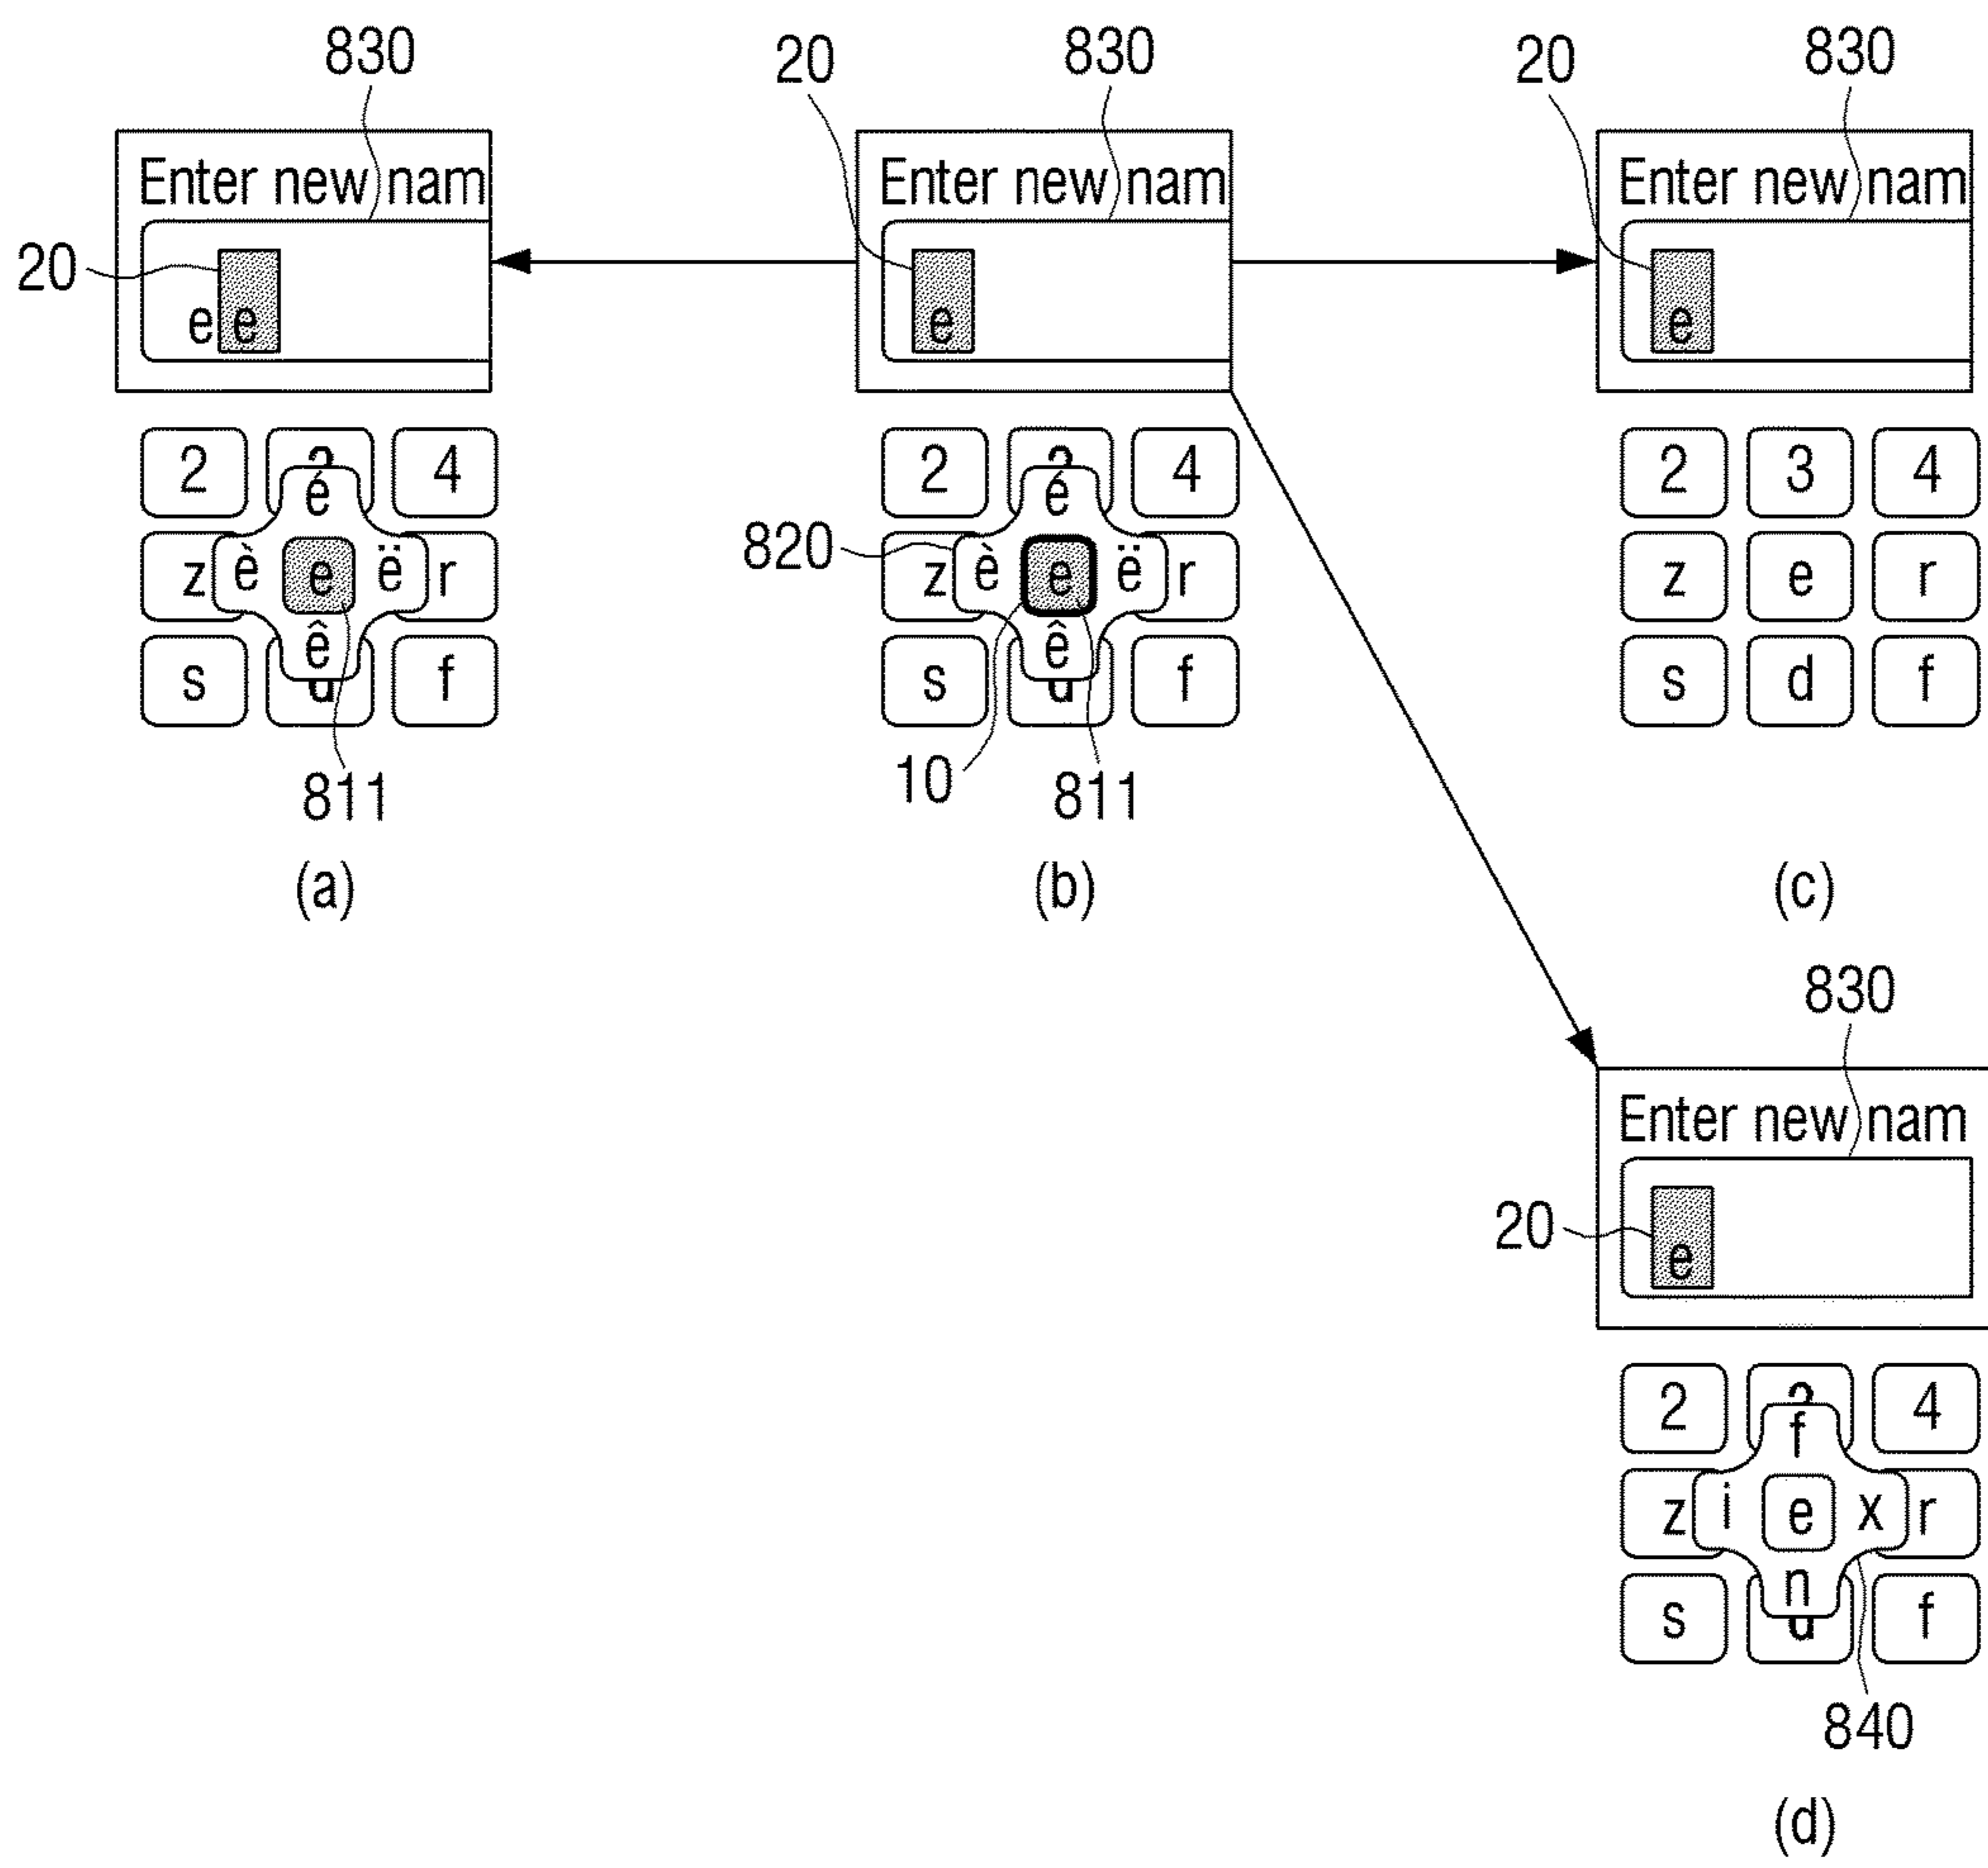 830
20
830
20
830
Enter new nam
Enter new nam
Enter new nam
20
e e
e
e
2 4
2 4
2 3 4
é
é
820
z è e ë r
z è e ë r
z e r
ê
ê
s f
s f
s d f
811
10
811
(a)
(b)
(c)
830
Enter new nam
20
e
2 4
f
z i e x r
n
s f
840
(d)